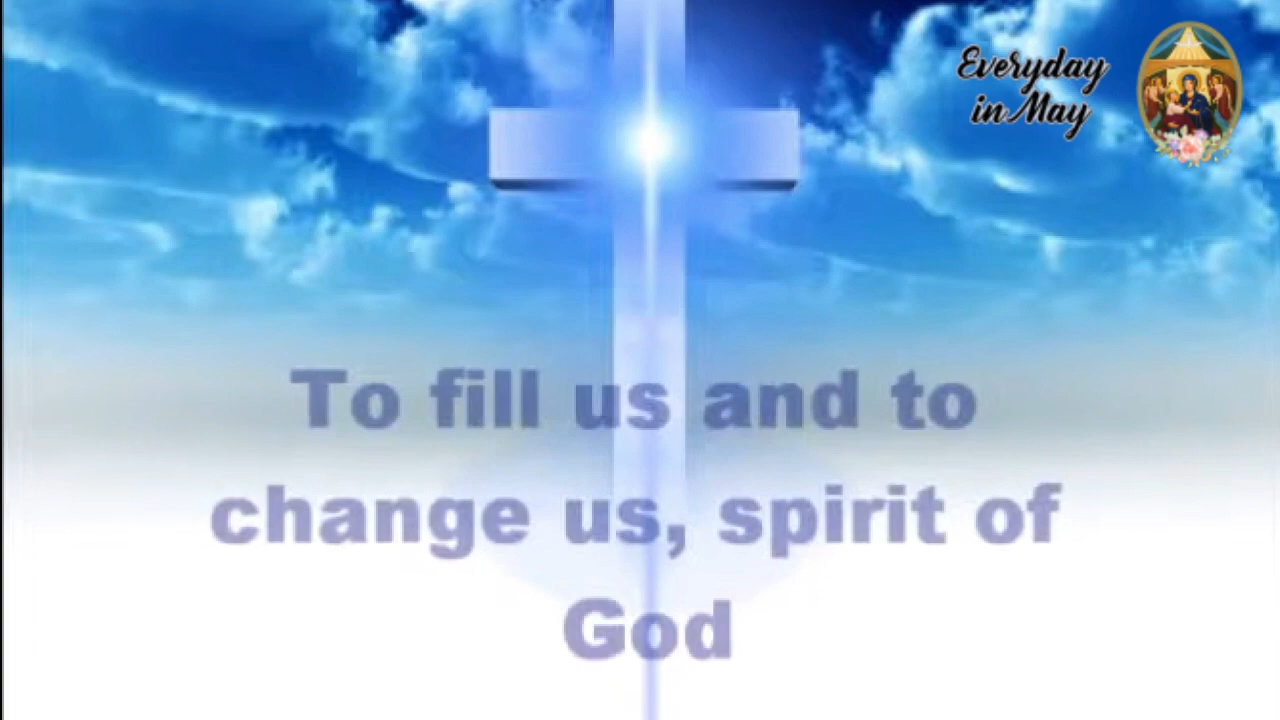 Everyday
in May
To fill us and to
change us, spirit of
God